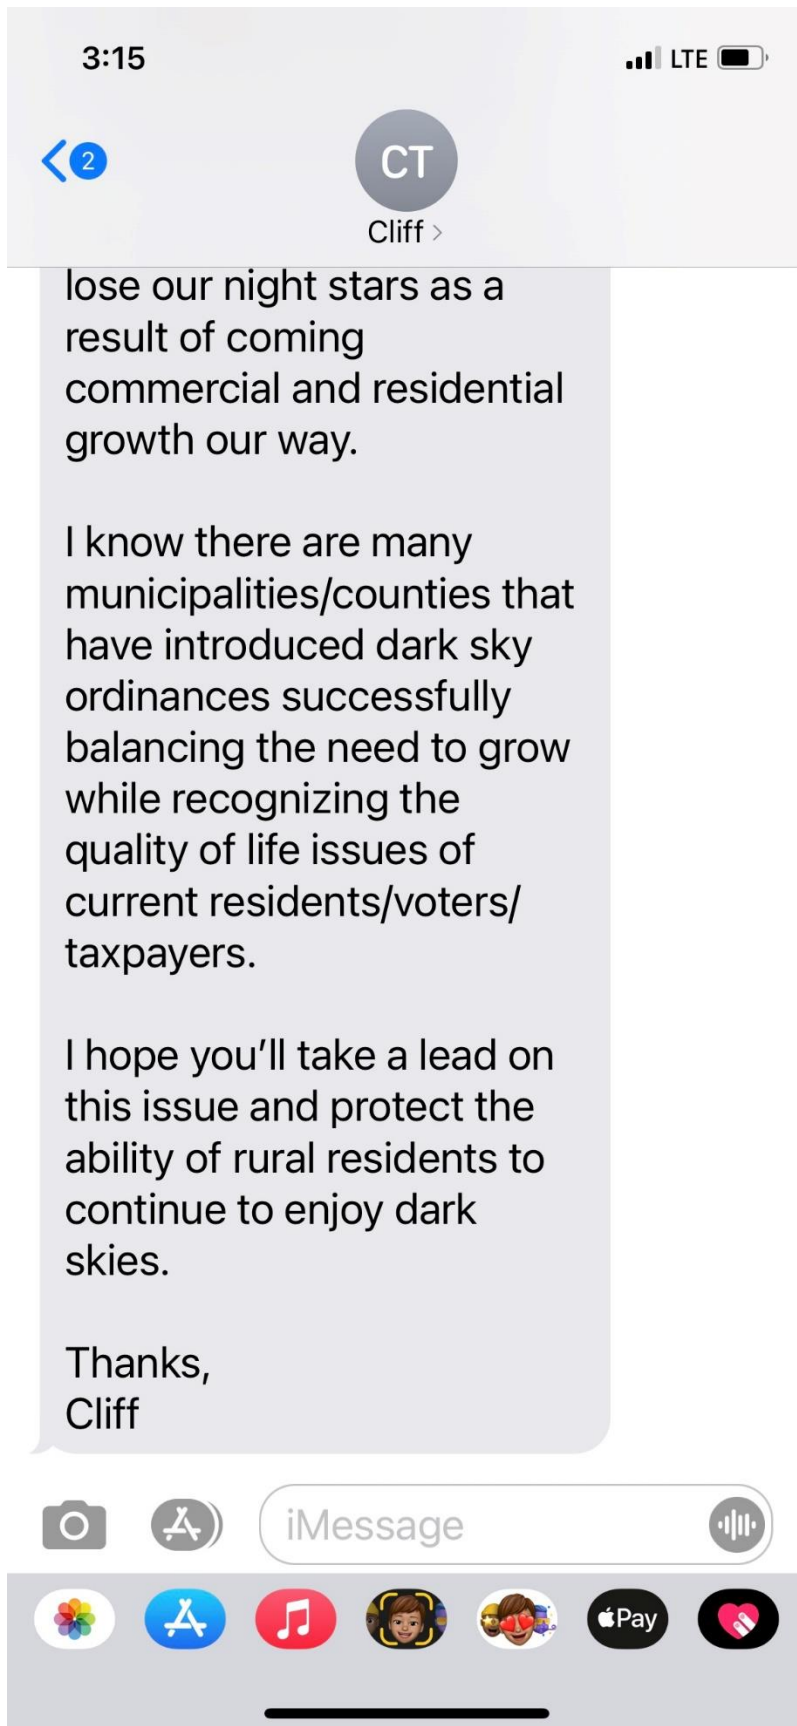 3:15
LTE
2
CT
Cliff
lose our night stars as a
result of coming
commercial and residential
growth our way.
I know there are many
municipalities/counties that
have introduced dark sky
ordinances successfully
balancing the need to grow
while recognizing the
quality of life issues of
current residents/voters/
taxpayers.
I hope you’ll take a lead on
this issue and protect the
ability of rural residents to
continue to enjoy dark
skies.
Thanks,
Cliff
iMessage
Pay